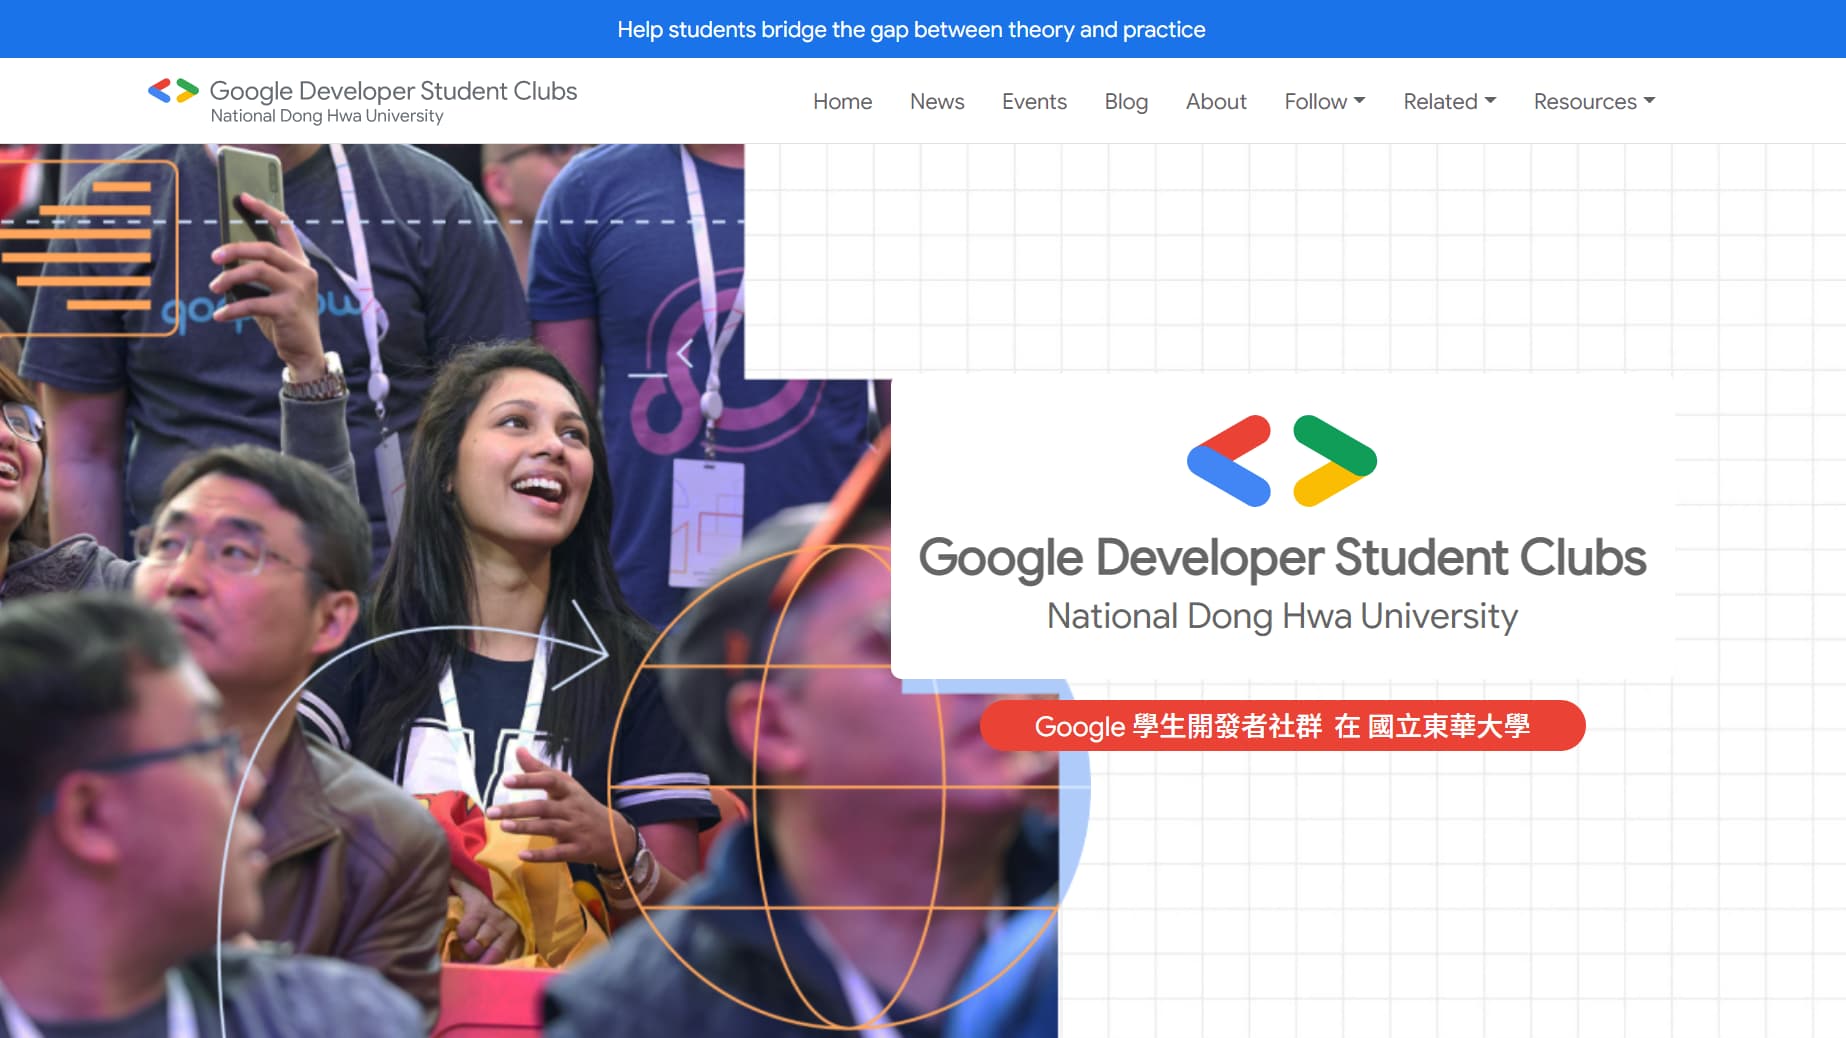 Help students bridge the gap between theory and practice
Google Developer Student Clubs
National Dong Hwa University
Home News Events Blog About Follow Related Resources
Google Developer Student Clubs
National Dong Hwa University
Google 學生開發者社群 在 國立東華大學